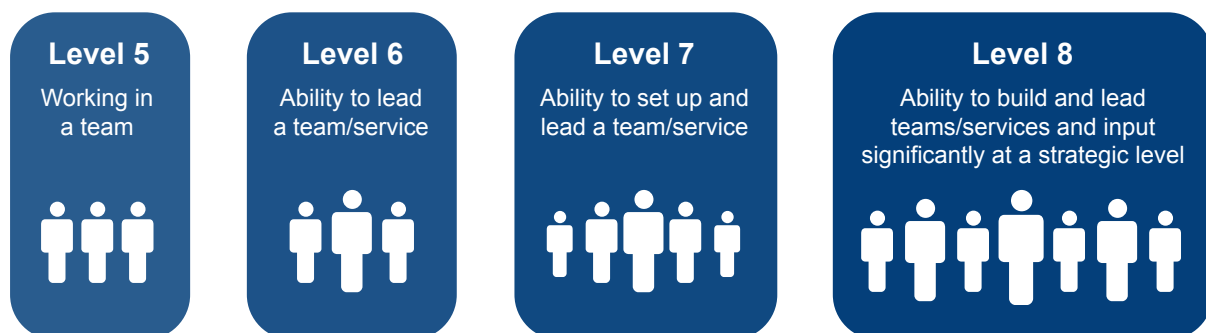 Level 5
Working in
a team
Level 6
Ability to lead
a team/service
Level 7
Ability to set up and
lead a team/service
Level 8
Ability to build and lead
teams/services and input
significantly at a strategic level